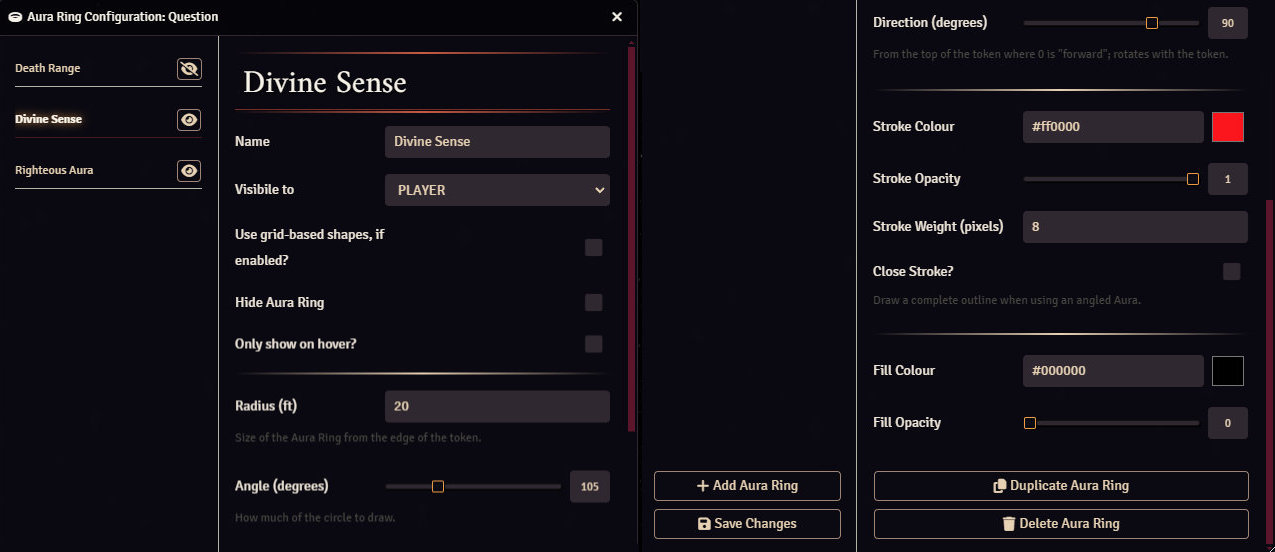 Aura Ring Configuration: Question
Death Range
Divine Sense
Righteous Aura
Divine Sense
Name
Divine Sense
Visibile to
PLAYER
Use grid-based shapes, if
enabled?
Hide Aura Ring
Only show on hover?
Radius (ft)
20
Size of the Aura Ring from the edge of the token.
Angle (degrees)
105
How much of the circle to draw.
Add Aura Ring
Save Changes
Direction (degrees)
90
From the top of the token where 0 is "forward"; rotates with the token.
Stroke Colour
#ff0000
Stroke Opacity
1
Stroke Weight (pixels)
8
Close Stroke?
Draw a complete outline when using an angled Aura.
Fill Colour
#000000
Fill Opacity
0
Duplicate Aura Ring
Delete Aura Ring